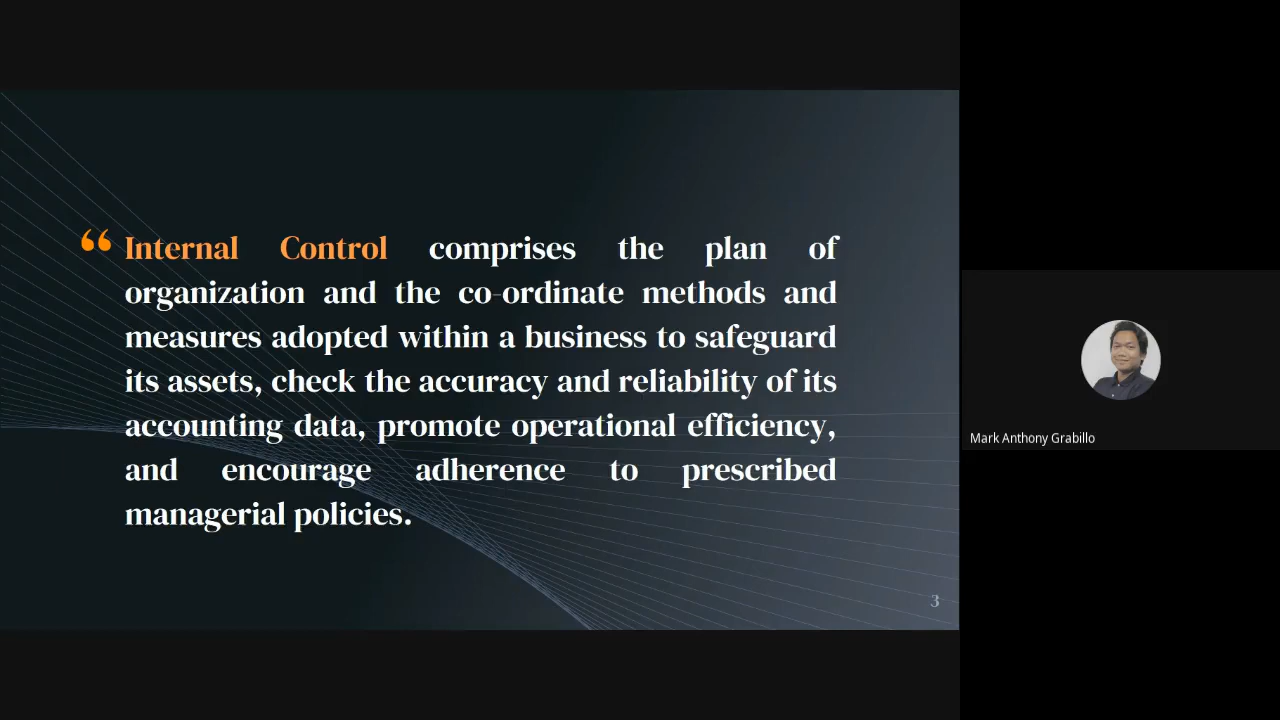 “ Internal Control comprises the plan of
organization and the co-ordinate methods and
measures adopted within a business to safeguard
its assets, check the accuracy and reliability of its
accounting data, promote operational efficiency,
and encourage adherence to prescribed
managerial policies.
3
Mark Anthony Grabillo